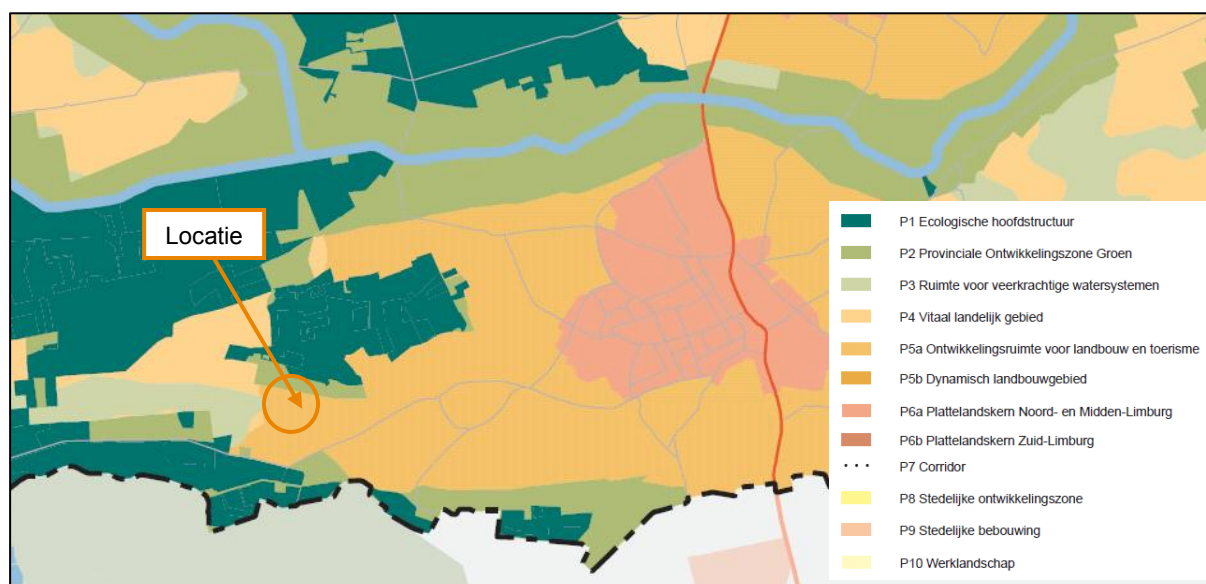 Locatie
P1 Ecologische hoofdstructuur
P2 Provinciale Ontwikkelingszone Groen
P3 Ruimte voor veerkrachtige watersystemen
P4 Vitaal landelijk gebied
P5a Ontwikkelingsruimte voor landbouw en toerisme
P5b Dynamisch landbouwgebied
P6a Plattelandskern Noord- en Midden-Limburg
P6b Plattelandskern Zuid-Limburg
P7 Corridor
P8 Stedelijke ontwikkelingszone
P9 Stedelijke bebouwing
P10 Werklandschap